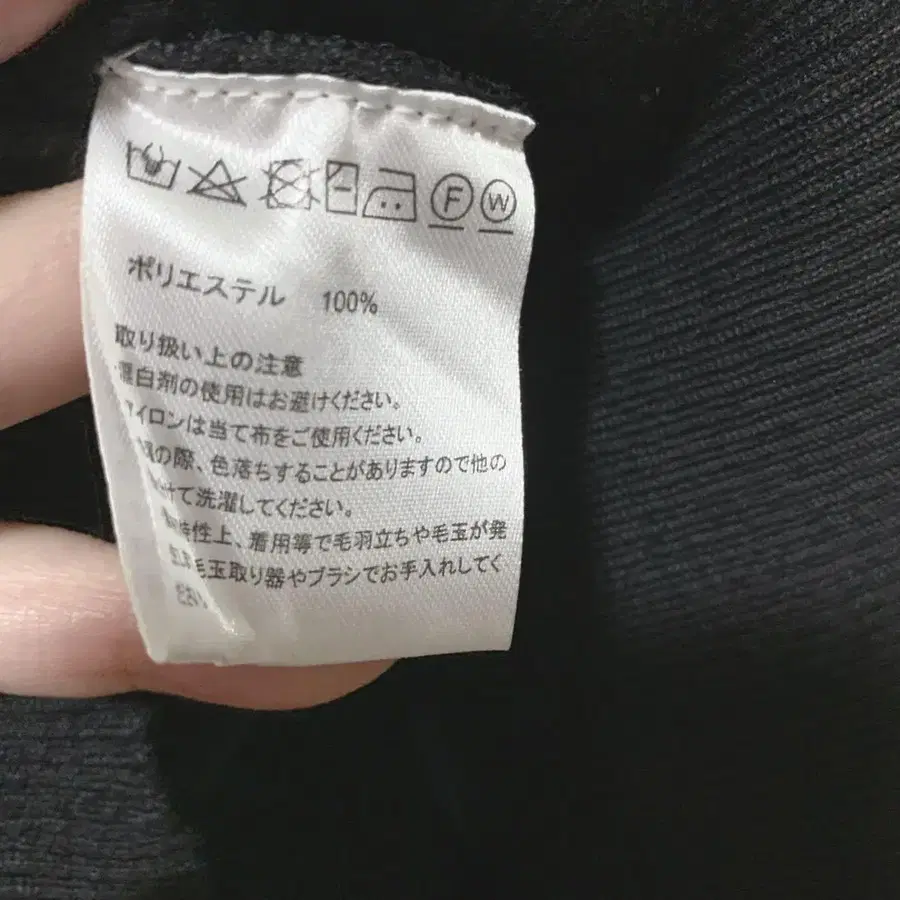 F W
ポリエステル 100%
取り扱い上の注意
白剤の使用はお避けください。
イロンは当て布をご使用ください。
の際、色落ちすることがありますので他の
けて洗濯してください。
特性上、着用等で毛羽立ちや毛玉が発
毛玉取り器やブラシでお手入れしてく